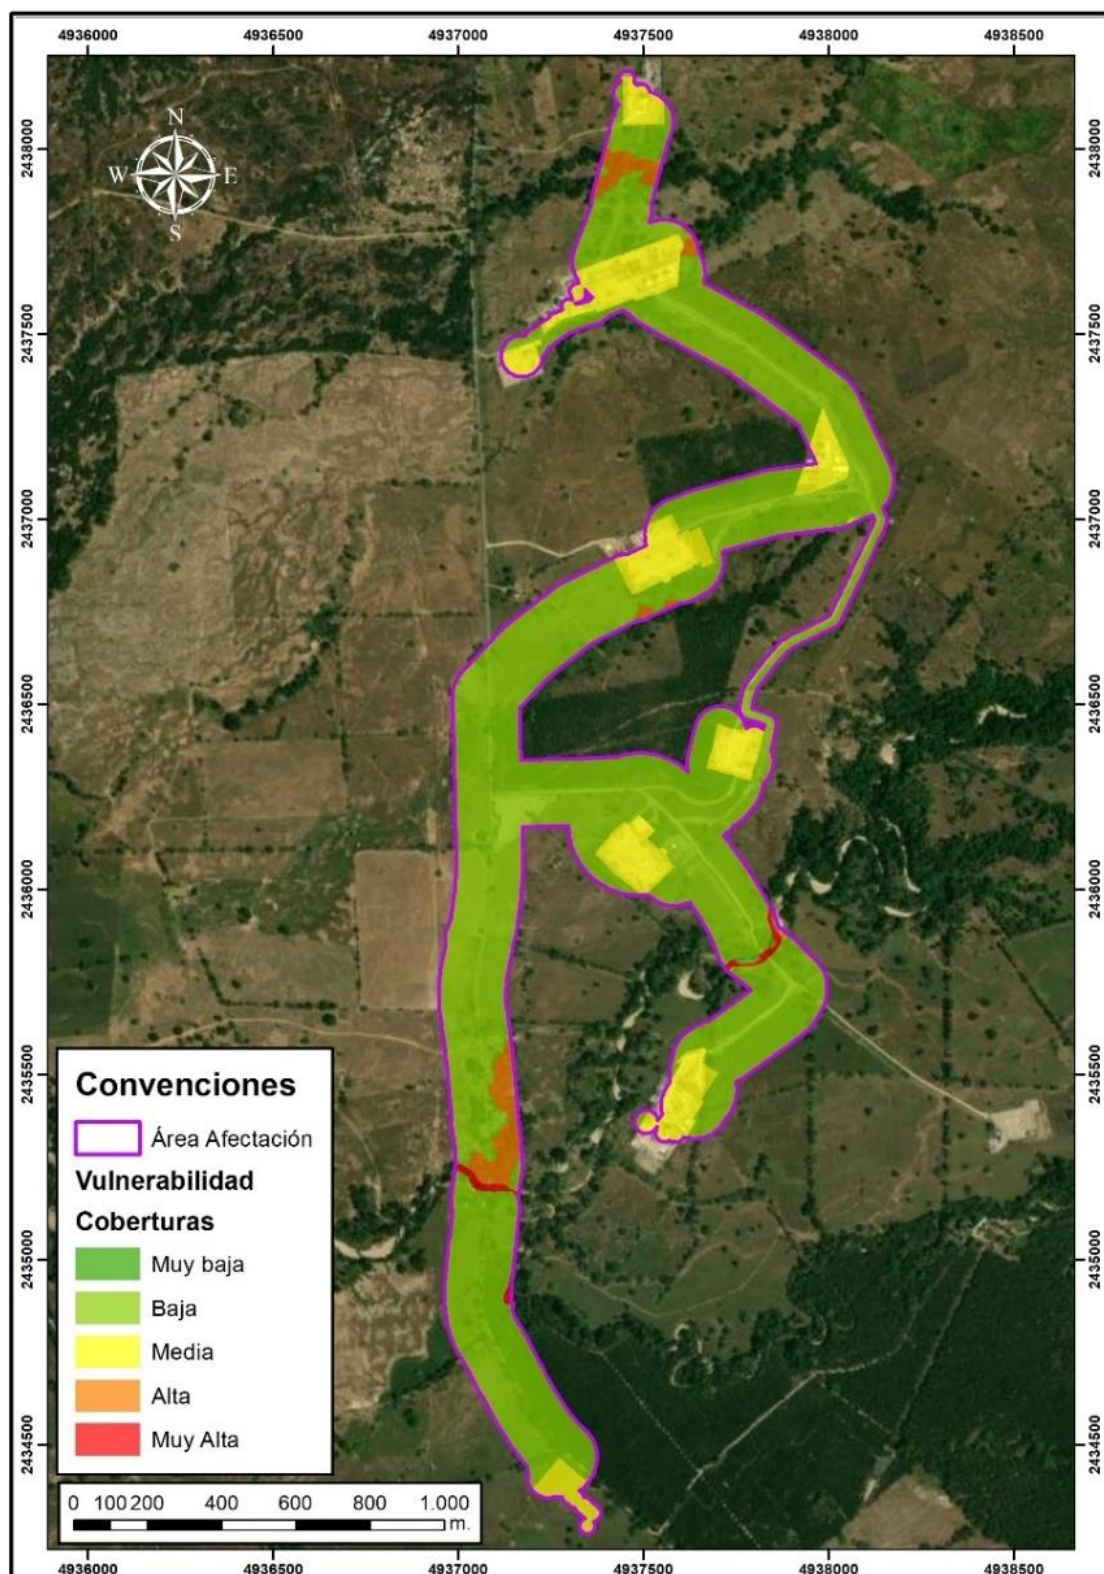 4936000 4936500 4937000 4937500 4938000 4938500
N
W E
S
2438000 2438000
2437500 2437500
2437000 2437000
2436500 2436500
2436000 2436000
2435500 2435500
2435000 2435000
2434500 2434500
Convenciones
Área Afectación
Vulnerabilidad
Coberturas
Muy baja
Baja
Media
Alta
Muy Alta
0 100 200 400 600 800 1.000
m.
4936000 4936500 4937000 4937500 4938000 4938500